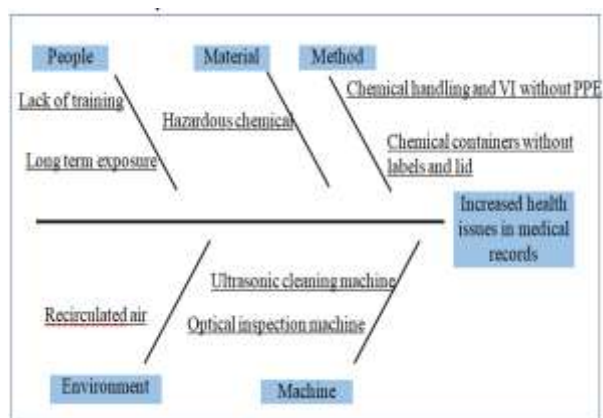 People
Material
Method
Lack of training
Hazardous chemical
Chemical handling and VI without PPE
Long term exposure
Chemical containers without
labels and lid
Increased health
issues in medical
records
Ultrasonic cleaning machine
Recirculated air
Optical inspection machine
Environment
Machine